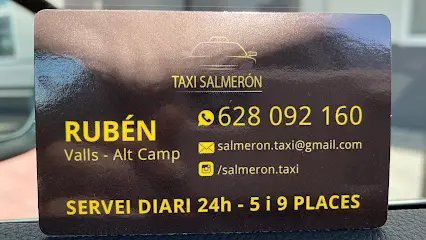 TAXI SALMERÓN
RUBÉN
Valls - Alt Camp
628 092 160
salmeron.taxi@gmail.com
/salmeron.taxi
SERVEI DIARI 24h - 5 i 9 PLACES